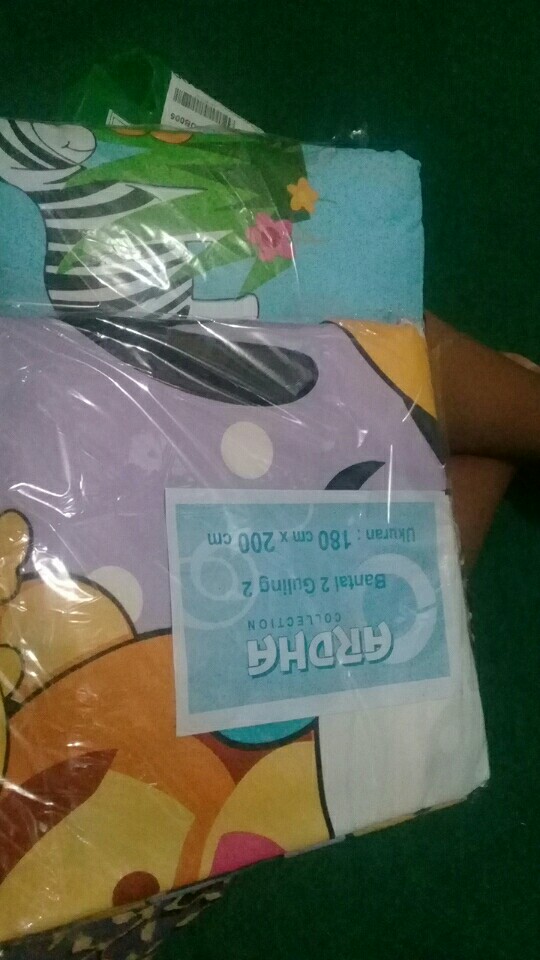 ARDHA
COLLECTION
Bantal 2 Guling 2
Ukuran : 180 cm x 200 cm